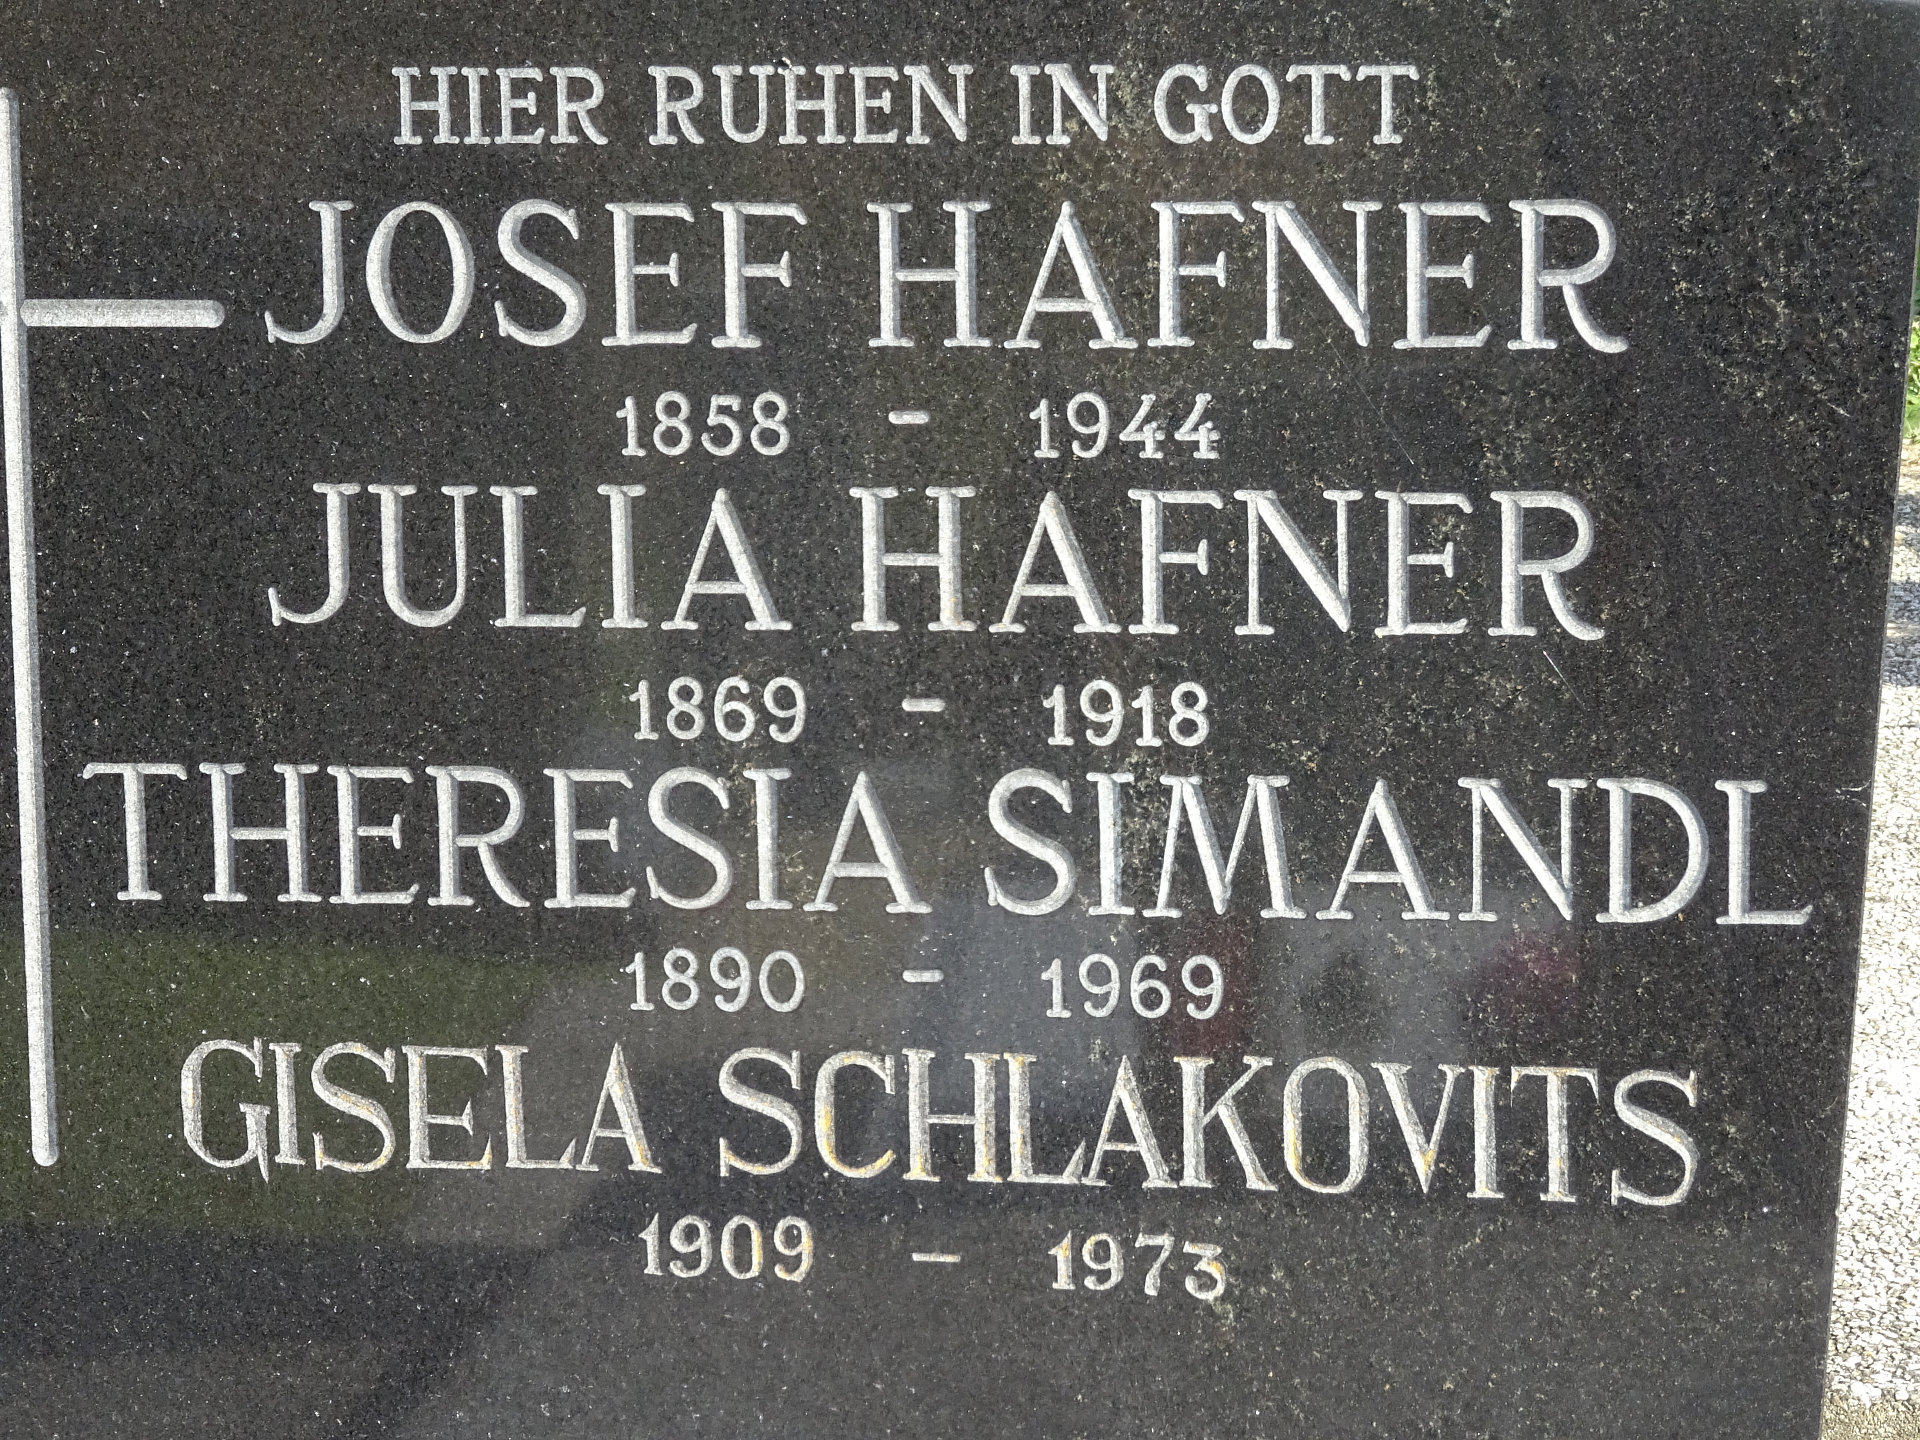 HIER RUHEN IN GOTT
JOSEF HAFNER
1858 - 1944
JULIA HAFNER
1869 - 1918
THERESIA SIMANDL
1890 - 1969
GISELA SCHLAKOVITS
1909 - 1973